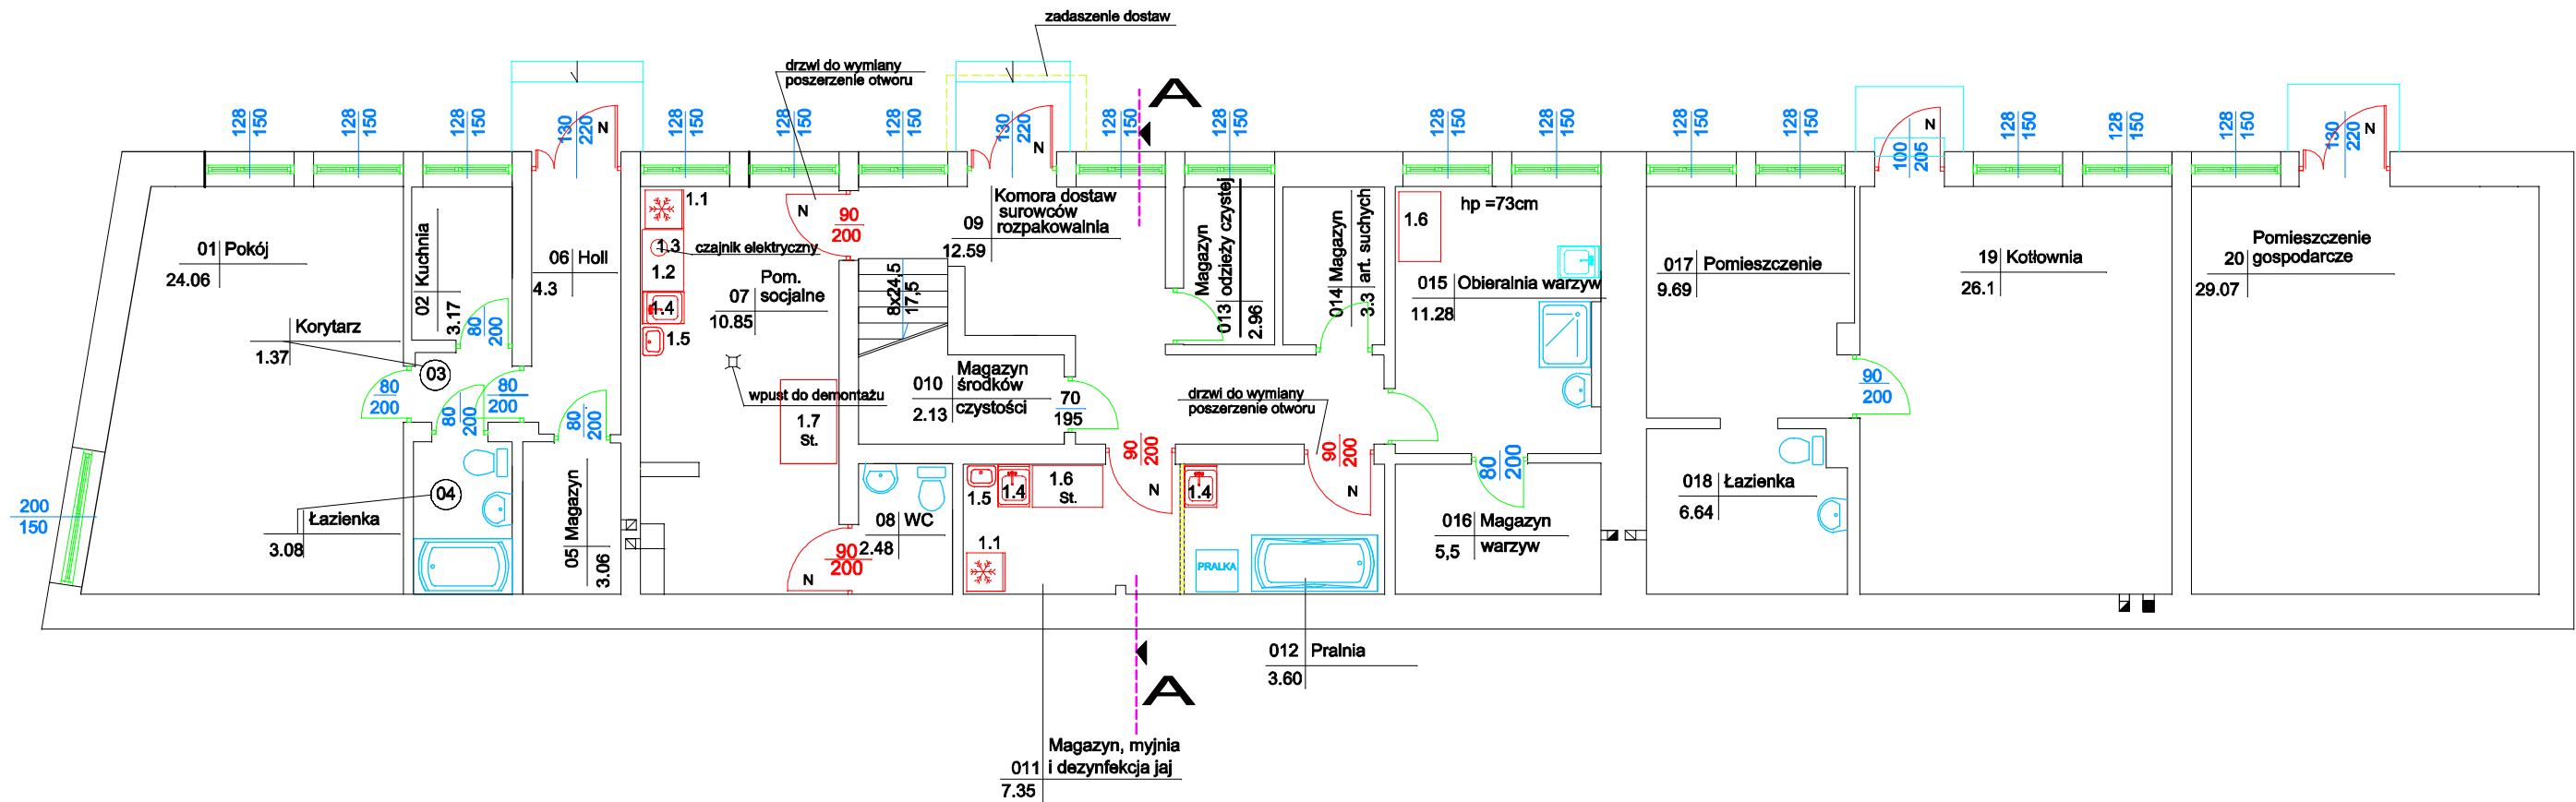 zadaszenie dostaw
drzwi do wymiany
poszerzenie otworu
A
128
150
128
150
128
150
130
220
N
128
150
128
150
128
150
130
220
N
128
150
128
150
128
150
128
150
128
150
128
150
100
205
N
128
150
128
150
128
150
130
220
N
01 Pokój
24.06
02 Kuchnia
3.17
80
200
06 Holl
4.3
1.1
1.3
czajnik elektryczny
1.2
1.4
1.5
07
Pom.
socjalne
10.85
N
90
200
8x24,5
17,5
09
Komora dostaw
surowców
rozpakowalnia
12.59
Magazyn
013 odzieży czystej
2.96
014 Magazyn
3.3 art. suchych
1.6
hp =73cm
015 Obieralnia warzyw
11.28
017 Pomieszczenie
9.69
19 Kotłownia
26.1
20
Pomieszczenie
gospodarcze
29.07
Korytarz
1.37
03
80
200
80
200
80
200
80
200
wpust do demontażu
1.7
St.
010
Magazyn
środków
czystości
2.13
70
195
drzwi do wymiany
poszerzenie otworu
90
200
90
200
90
200
80
200
04
Łazienka
3.08
05 Magazyn
3.06
200
150
08 WC
2.48
90
200
N
1.5
1.4
1.6
St.
N
1.1
1.4
N
PRALKA
016 Magazyn
5,5 warzyw
018 Łazienka
6.64
012 Pralnia
3.60
A
Magazyn, myjnia
011 i dezynfekcja jaj
7.35